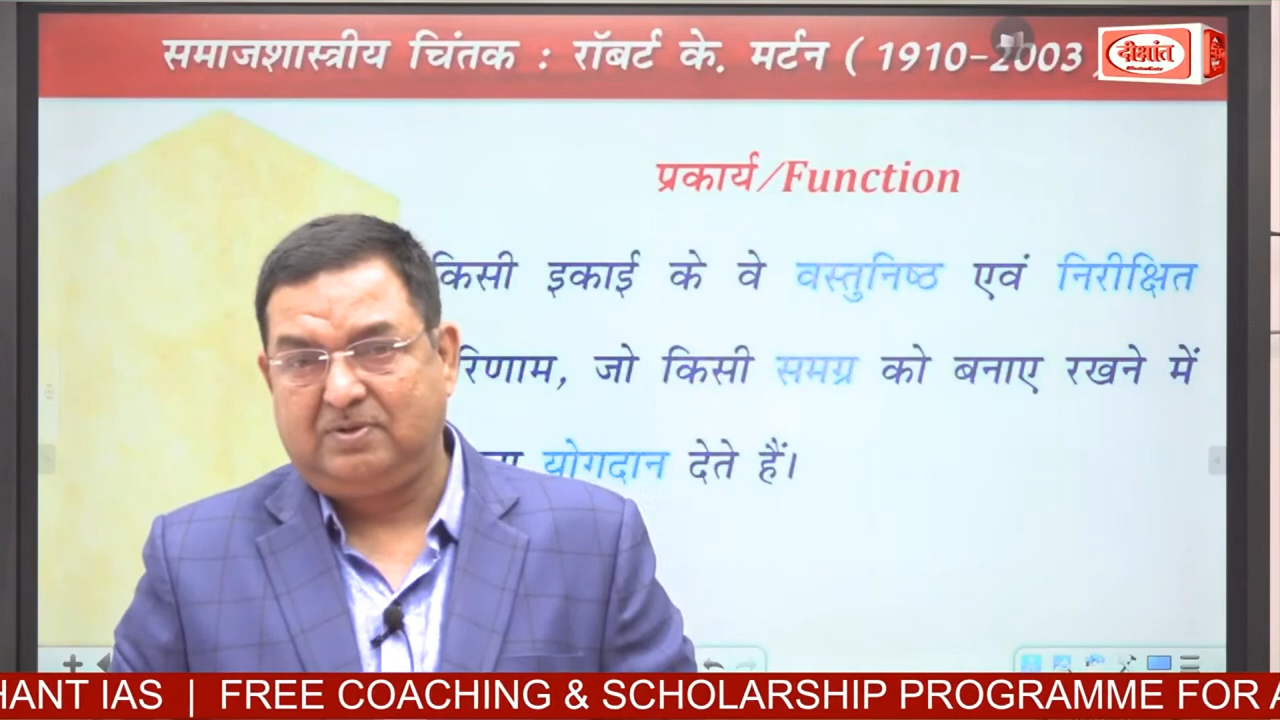 समाजशास्त्रीय चिंतक : रॉबर्ट के. मर्टन ( 1910-2003 )
दीक्षांत
प्रकार्य/Function
किसी इकाई के वे वस्तुनिष्ठ एवं निरीक्षित
रिणाम, जो किसी समग्र को बनाए रखने में
योगदान देते हैं।
HANT IAS | FREE COACHING & SCHOLARSHIP PROGRAMME FOR A